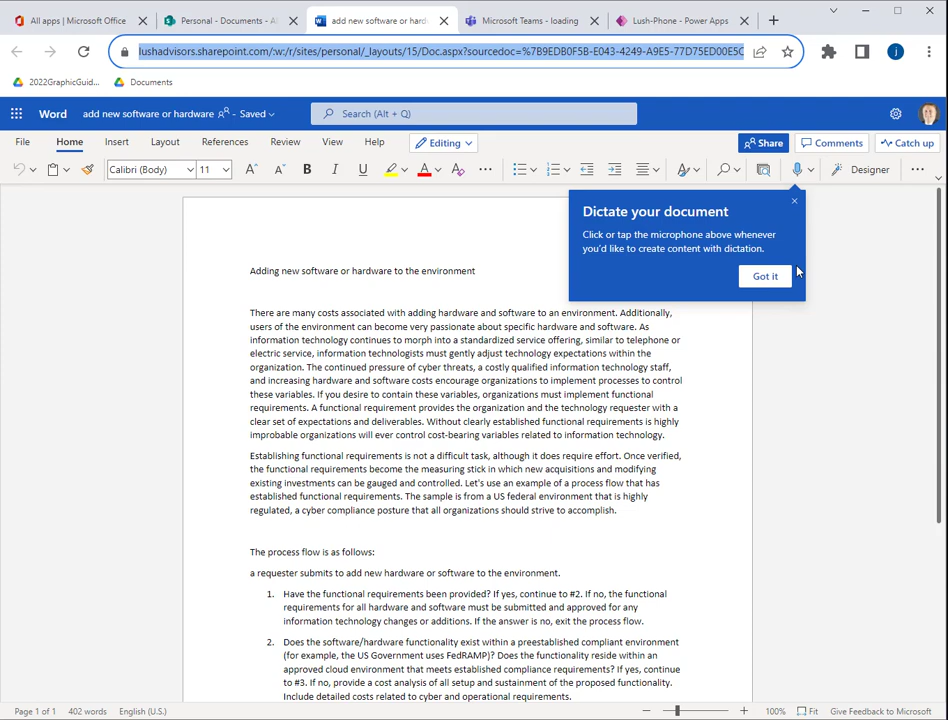 All apps | Microsoft Office
Personal - Documents - A
add new software or hardw
Microsoft Teams - loading
Lush-Phone - Power Apps
lushadvisors.sharepoint.com/:w:/r/sites/personal/_layouts/15/Doc.aspx?sourcedoc=%7B9EDB0F5B-E043-4249-A9E5-77D75ED00E5C
J
2022GraphicGuid...
Documents
Word
add new software or hardware
- Saved
Search (Alt + Q)
File
Home
Insert
Layout
References
Review
View
Help
Editing
Share
Comments
Catch up
Calibri (Body)
11
Designer
Dictate your document
Click or tap the microphone above whenever
you'd like to create content with dictation.
Got it
Adding new software or hardware to the environment
There are many costs associated with adding hardware and software to an environment. Additionally,
users of the environment can become very passionate about specific hardware and software. As
information technology continues to morph into a standardized service offering, similar to telephone or
electric service, information technologists must gently adjust technology expectations within the
organization. The continued pressure of cyber threats, a costly qualified information technology staff,
and increasing hardware and software costs encourage organizations to implement processes to control
these variables. If you desire to contain these variables, organizations must implement functional
requirements. A functional requirement provides the organization and the technology requester with a
clear set of expectations and deliverables. Without clearly established functional requirements is highly
improbable organizations will ever control cost-bearing variables related to information technology.
Establishing functional requirements is not a difficult task, although it does require effort. Once verified,
the functional requirements become the measuring stick in which new acquisitions and modifying
existing investments can be gauged and controlled. Let's use an example of a process flow that has
established functional requirements. The sample is from a US federal environment that is highly
regulated, a cyber compliance posture that all organizations should strive to accomplish.
The process flow is as follows:
a requester submits to add new hardware or software to the environment.
1. Have the functional requirements been provided? If yes, continue to #2. If no, the functional
requirements for all hardware and software must be submitted and approved for any
information technology changes or additions. If the answer is no, exit the process flow.
2. Does the software/hardware functionality exist within a preestablished compliant environment
(for example, the US Government uses FedRAMP)? Does the functionality reside within an
approved cloud environment that meets established compliance requirements? If yes, continue
to #3. If no, provide a cost analysis of all setup and sustainment of the proposed functionality.
Include detailed costs related to cyber and operational requirements.
Page 1 of 1
402 words
English (U.S.)
100%
Fit
Give Feedback to Microsoft